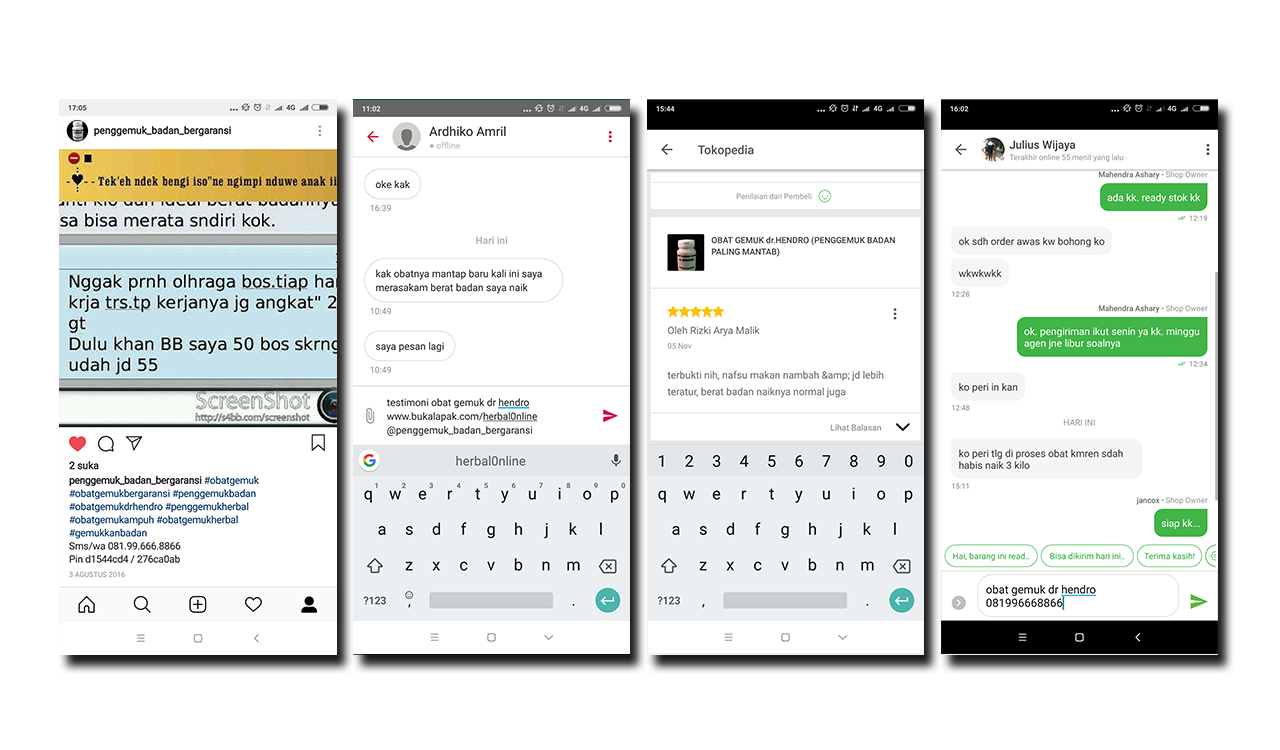 17:05
4G
penggemuk_badan_bergaransi
- Tek'eh ndek bengi iso"ne ngimpi nduwe anak
sa bisa merata sndiri kok.
Nggak prnh olhraga bos.tiap
krja trs.tp kerjanya jg angkat" 2
gt
Dulu khan BB saya 50 bos skrng
udah jd 55
ScreenShot
http://s4bb.com/screenshot
2 suka
penggemuk_badan_bergaransi #obatgemuk
#obatgemukbergaransi #penggemukbadan
#obatgemukdrhendro #penggemukherbal
#obatgemukampuh #obatgemukherbal
#gemukkanbadan
Sms/wa 081.99.666.8866
Pin d1544cd4 / 276ca0ab
3 AGUSTUS 2016
11:02
4G
Ardhiko Amril
offline
oke kak
16:39
Hari ini
kak obatnya mantap baru kali ini saya
merasakam berat badan saya naik
10:49
saya pesan lagi
10:49
testimoni obat gemuk dr hendro
www.bukalapak.com/herbal0nline
@penggemuk_badan_bergaransi
herbal0nline
1 2 3 4 5 6 7 8 9 0
q w e r t y u i o p
a s d f g h j k l
z x c v b n m
?123 , .
15:44
4G
Tokopedia
Penilaian dari Pembeli
OBAT GEMUK dr.HENDRO (PENGGEMUK BADAN
PALING MANTAB)
Oleh Rizki Arya Malik
05 Nov
terbukti nih, nafsu makan nambah &amp; jd lebih
teratur, berat badan naiknya normal juga
Lihat Balasan
1 2 3 4 5 6 7 8 9 0
q w e r t y u i o p
a s d f g h j k l
z x c v b n m
?123 , .
16:02
4G
Julius Wijaya
Terakhir online 55 menit yang lalu
Mahendra Ashary • Shop Owner
ada kk. ready stok kk
12:19
ok sdh order awas kw bohong ko
wkwkwkk
12:28
Mahendra Ashary • Shop Owner
ok. pengiriman ikut senin ya kk. minggu
agen jne libur soalnya
12:34
ko peri in kan
12:48
HARI INI
ko peri tlg di proses obat kmren sdah
habis naik 3 kilo
15:11
jancox • Shop Owner
siap kk...
Hai, barang ini read.. Bisa dikirim hari ini.. Terima kasih!
obat gemuk dr hendro
081996668866